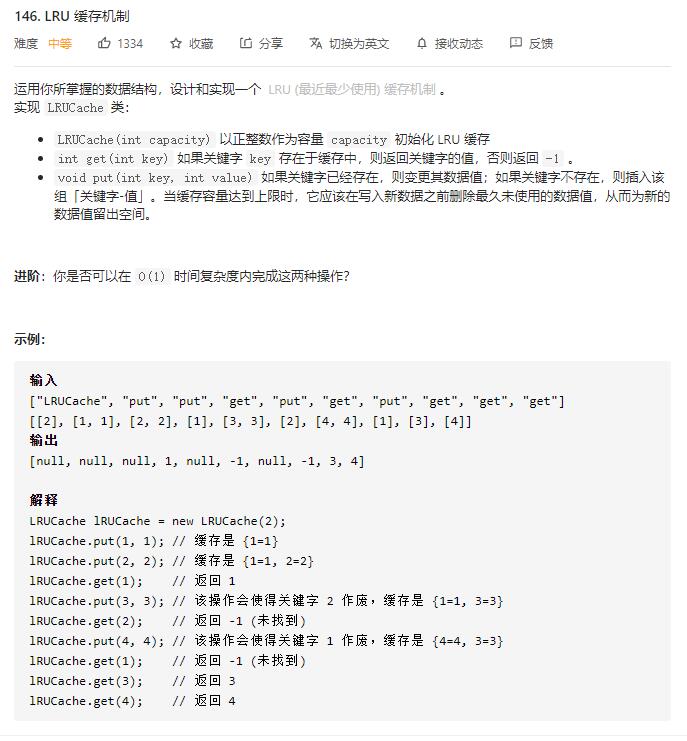 146. LRU 缓存机制
难度 中等 1334 收藏 分享 切换为英文 接收动态 反馈
运用你所掌握的数据结构，设计和实现一个 LRU (最近最少使用) 缓存机制 。
实现 LRUCache 类：
• LRUCache(int capacity) 以正整数作为容量 capacity 初始化 LRU 缓存
• int get(int key) 如果关键字 key 存在于缓存中，则返回关键字的值，否则返回 -1 。
• void put(int key, int value) 如果关键字已经存在，则变更其数据值；如果关键字不存在，则插入该
组「关键字-值」。当缓存容量达到上限时，它应该在写入新数据之前删除最久未使用的数据值，从而为新的
数据值留出空间。
进阶：你是否可以在 O(1) 时间复杂度内完成这两种操作？
示例：
输入
["LRUCache", "put", "put", "get", "put", "get", "put", "get", "get", "get"]
[[2], [1, 1], [2, 2], [1], [3, 3], [2], [4, 4], [1], [3], [4]]
输出
[null, null, null, 1, null, -1, null, -1, 3, 4]
解释
LRUCache lRUCache = new LRUCache(2);
lRUCache.put(1, 1); // 缓存是 {1=1}
lRUCache.put(2, 2); // 缓存是 {1=1, 2=2}
lRUCache.get(1);    // 返回 1
lRUCache.put(3, 3); // 该操作会使得关键字 2 作废，缓存是 {1=1, 3=3}
lRUCache.get(2);    // 返回 -1 (未找到)
lRUCache.put(4, 4); // 该操作会使得关键字 1 作废，缓存是 {4=4, 3=3}
lRUCache.get(1);    // 返回 -1 (未找到)
lRUCache.get(3);    // 返回 3
lRUCache.get(4);    // 返回 4